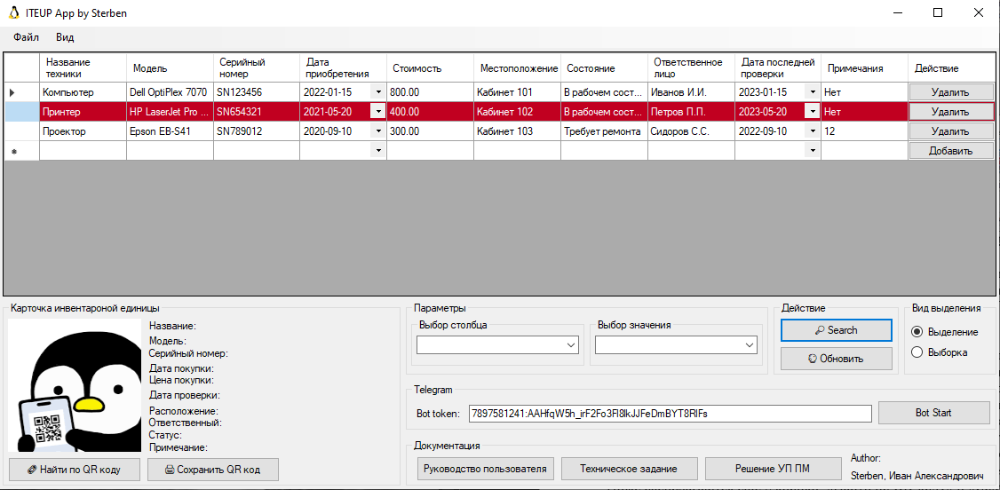 ITEUP App by Sterben
Файл Вид
Название техники Модель Серийный номер Дата приобретения Стоимость Местоположение Состояние Ответственное лицо Дата последней проверки Примечания Действие
Компьютер Dell OptiPlex 7070 SN123456 2022-01-15 800.00 Кабинет 101 В рабочем сост... Иванов И.И. 2023-01-15 Нет Удалить
Принтер HP LaserJet Pro ... SN654321 2021-05-20 400.00 Кабинет 102 В рабочем сост... Петров П.П. 2023-05-20 Нет Удалить
Проектор Epson EB-S41 SN789012 2020-09-10 300.00 Кабинет 103 Требует ремонта Сидоров С.С. 2022-09-10 12 Удалить
Добавить
Карточка инвентароной единицы
Название:
Модель:
Серийный номер:
Дата покупки:
Цена покупки:
Дата проверки:
Расположение:
Ответственный:
Статус:
Примечание:
Найти по QR коду Сохранить QR код
Параметры
Выбор столбца Выбор значения
Действие
Search
Обновить
Вид выделения
Выделение
Выборка
Telegram
Bot token: 7897581241:AAHfqW5h_irF2Fo3Fl8lkJJFeDmBYT8RlFs Bot Start
Документация
Руководство пользователя Техническое задание Решение УП ПМ
Author:
Sterben, Иван Александрович